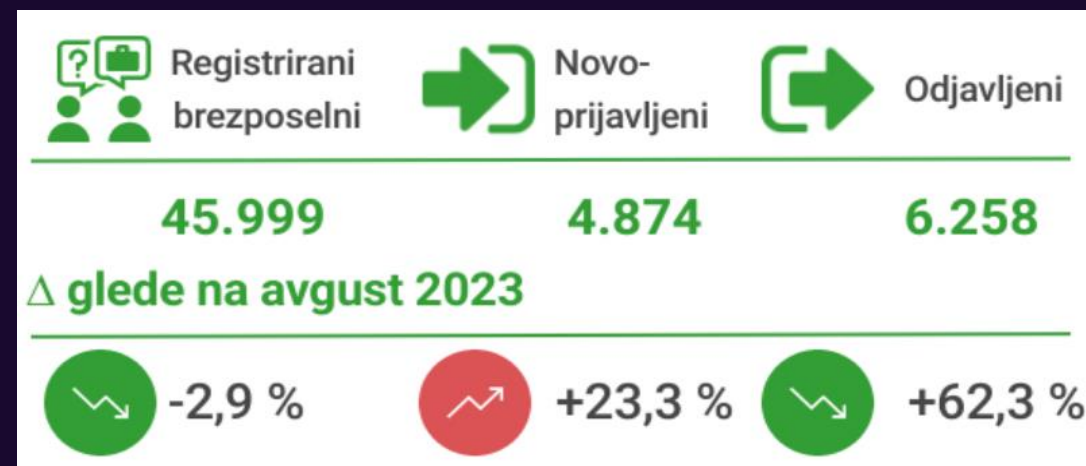 ?
Registrirani
brezposelni
Novo-
prijavljeni
Odjavljeni
45.999
4.874
6.258
Δ glede na avgust 2023
-2,9 %
+23,3 %
+62,3 %